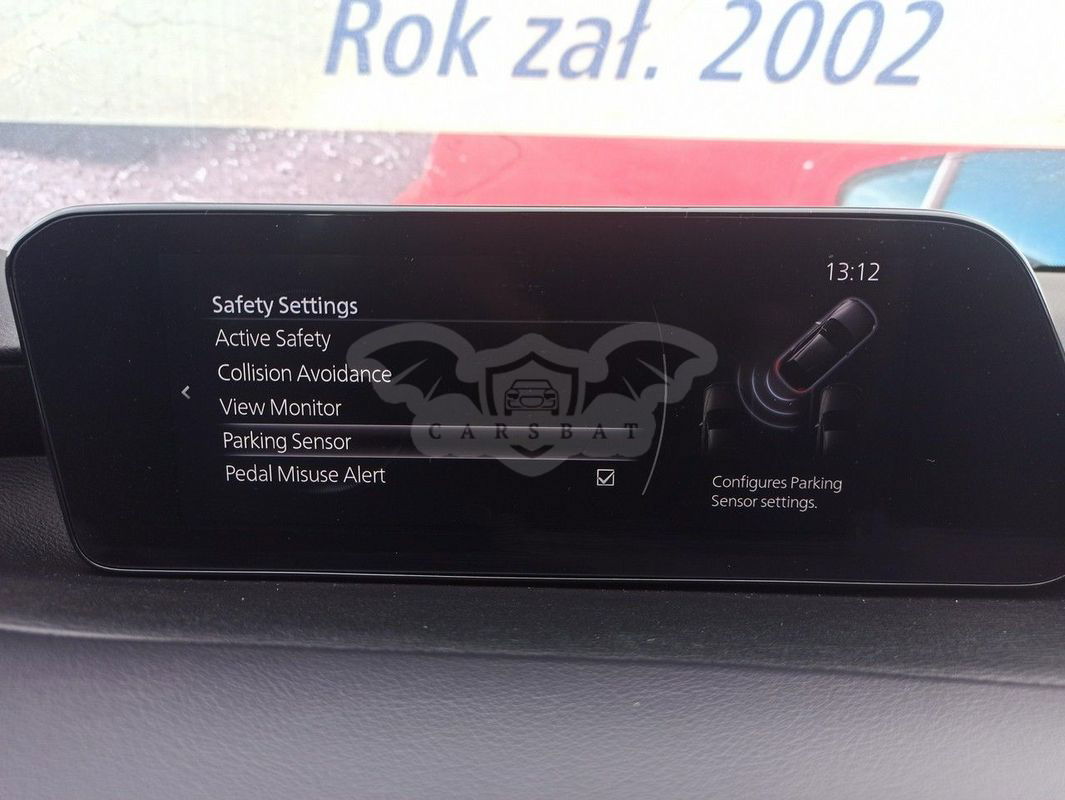 Rok zał. 2002
13:12
Safety Settings
Active Safety
Collision Avoidance
View Monitor
CARSBAT
Parking Sensor
Pedal Misuse Alert
Configures Parking
Sensor settings.